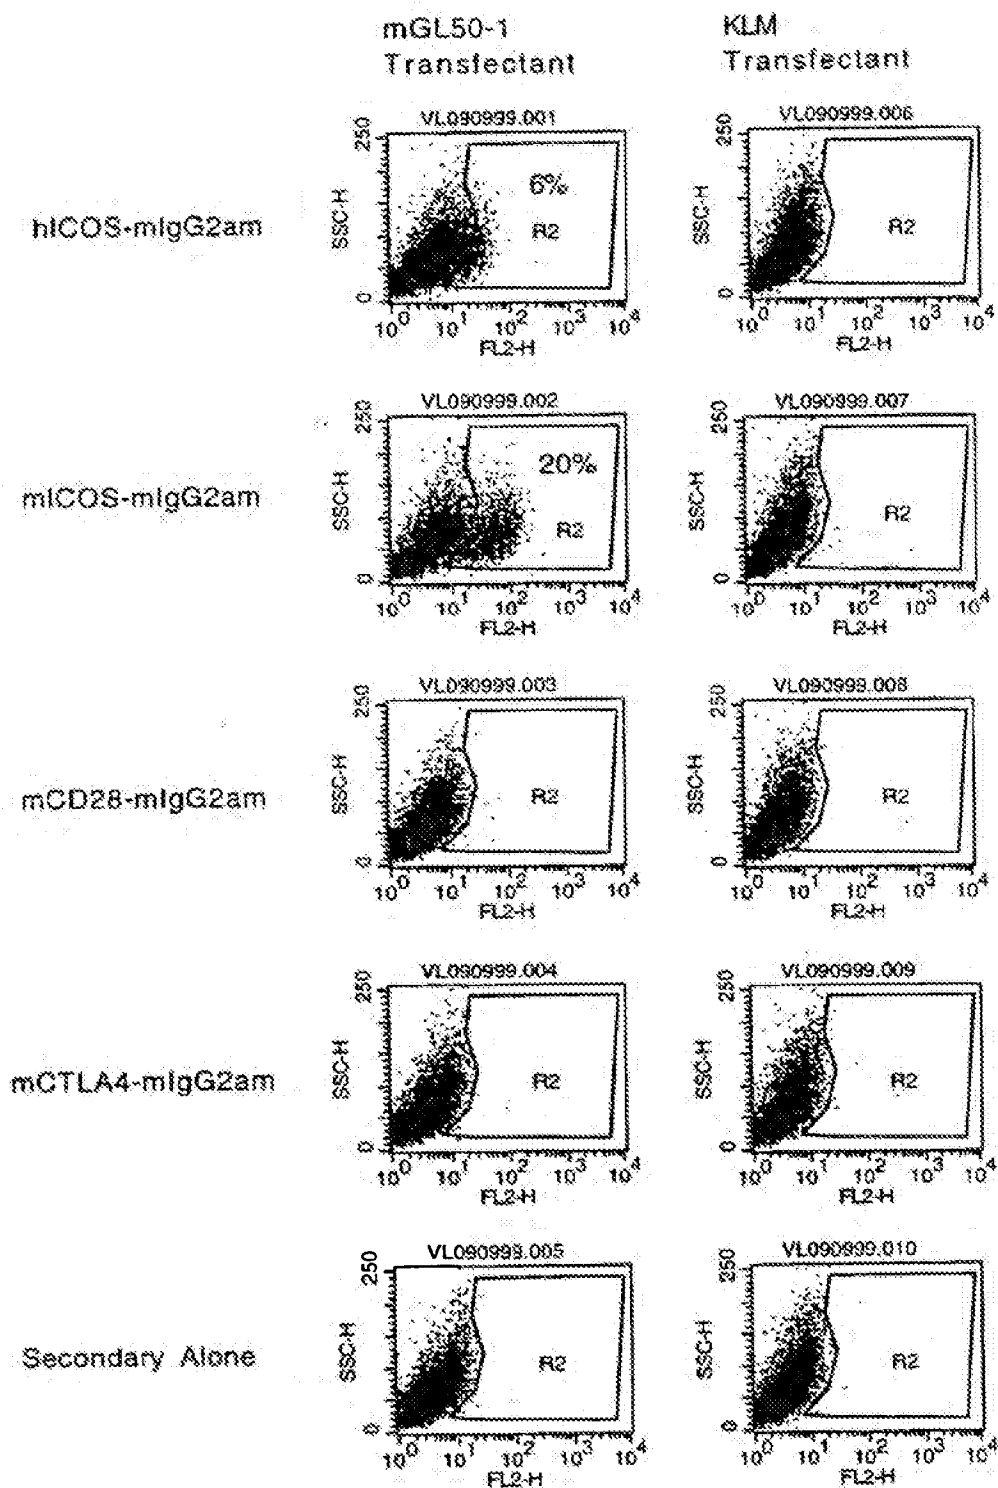 mGL50-1
Transfectant
KLM
Transfectant
hICOS-mIgG2am
VL090999.001
250
SSC-H
0
6%
R2
10^0 10^1 10^2 10^3 10^4
FL2-H
VL090999.006
250
SSC-H
0
R2
10^0 10^1 10^2 10^3 10^4
FL2-H
mICOS-mIgG2am
VL090999.002
250
SSC-H
0
20%
R2
10^0 10^1 10^2 10^3 10^4
FL2-H
VL090999.007
250
SSC-H
0
R2
10^0 10^1 10^2 10^3 10^4
FL2-H
mCD28-mIgG2am
VL090999.003
250
SSC-H
0
R2
10^0 10^1 10^2 10^3 10^4
FL2-H
VL090999.008
250
SSC-H
0
R2
10^0 10^1 10^2 10^3 10^4
FL2-H
mCTLA4-mIgG2am
VL090999.004
250
SSC-H
0
R2
10^0 10^1 10^2 10^3 10^4
FL2-H
VL090999.009
250
SSC-H
0
R2
10^0 10^1 10^2 10^3 10^4
FL2-H
Secondary Alone
VL090999.005
250
SSC-H
0
R2
10^0 10^1 10^2 10^3 10^4
FL2-H
VL090999.010
250
SSC-H
0
R2
10^0 10^1 10^2 10^3 10^4
FL2-H